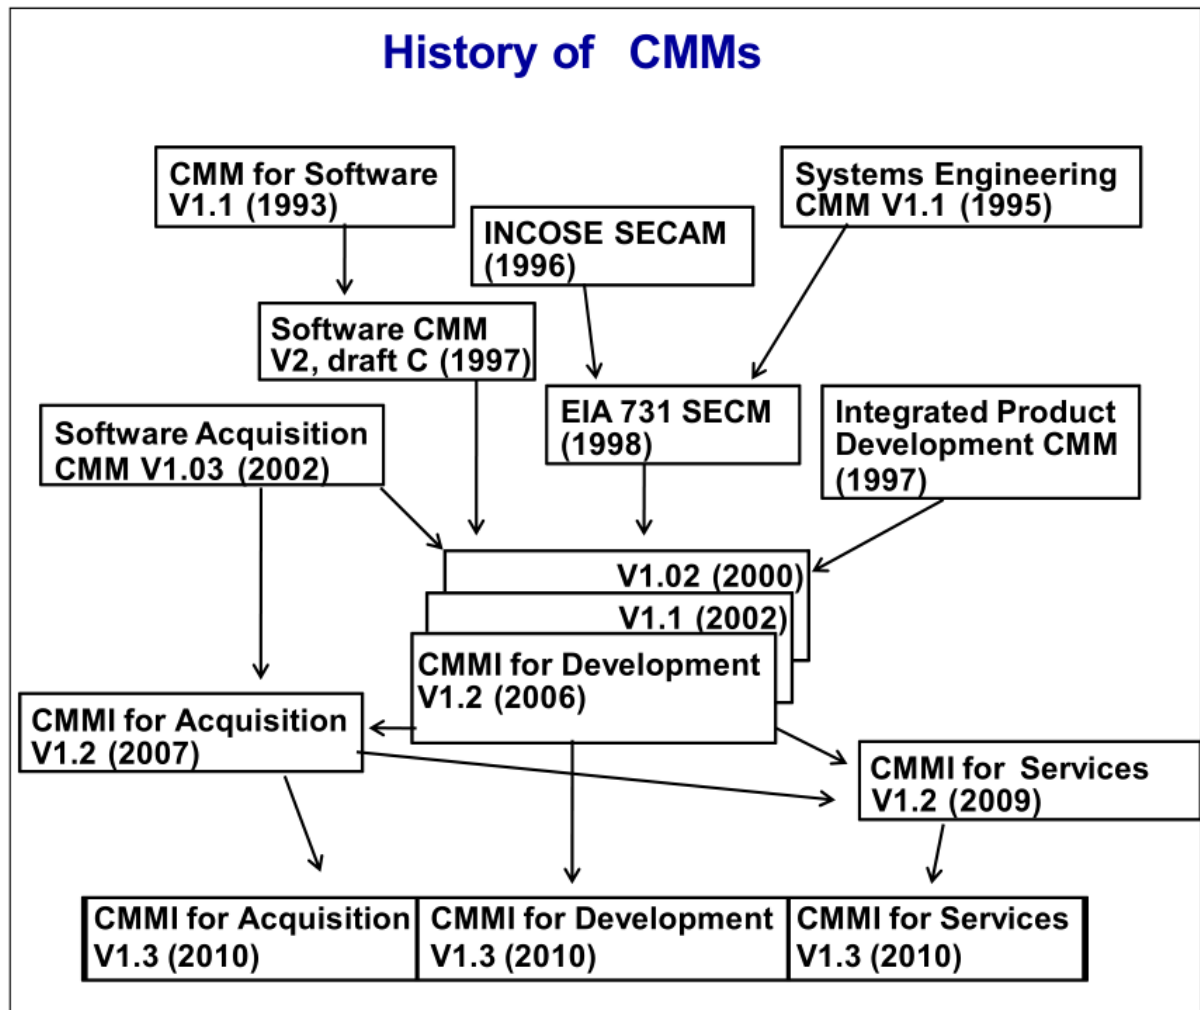 History of CMMs
CMM for Software
V1.1 (1993)
Systems Engineering
CMM V1.1 (1995)
INCOSE SECAM
(1996)
Software CMM
V2, draft C (1997)
EIA 731 SECM
(1998)
Integrated Product
Development CMM
(1997)
Software Acquisition
CMM V1.03 (2002)
V1.02 (2000)
V1.1 (2002)
CMMI for Development
V1.2 (2006)
CMMI for Acquisition
V1.2 (2007)
CMMI for Services
V1.2 (2009)
CMMI for Acquisition
V1.3 (2010)
CMMI for Development
V1.3 (2010)
CMMI for Services
V1.3 (2010)